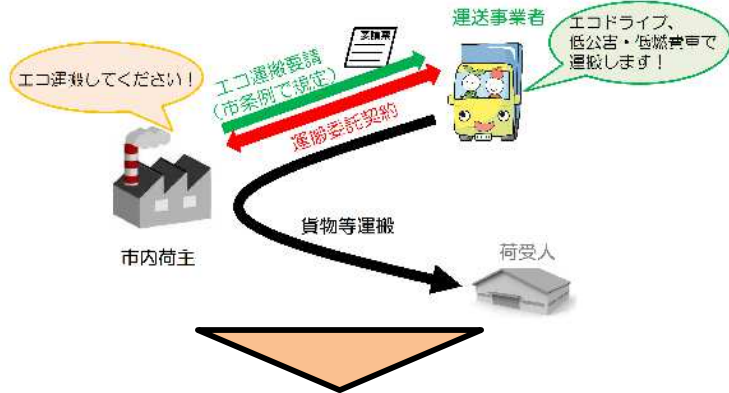 要請書
運送事業者
エコドライブ、
低公害・低燃費車で
運搬します！
エコ運搬してください！
エコ運搬要請
（市条例で規定）
運搬委託契約
貨物等運搬
市内荷主
荷受人